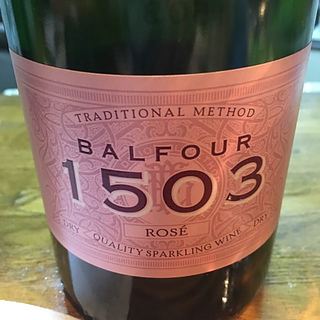 TRADITIONAL METHOD
BALFOUR
1503
ROSÉ
DRY QUALITY SPARKLING WINE DRY